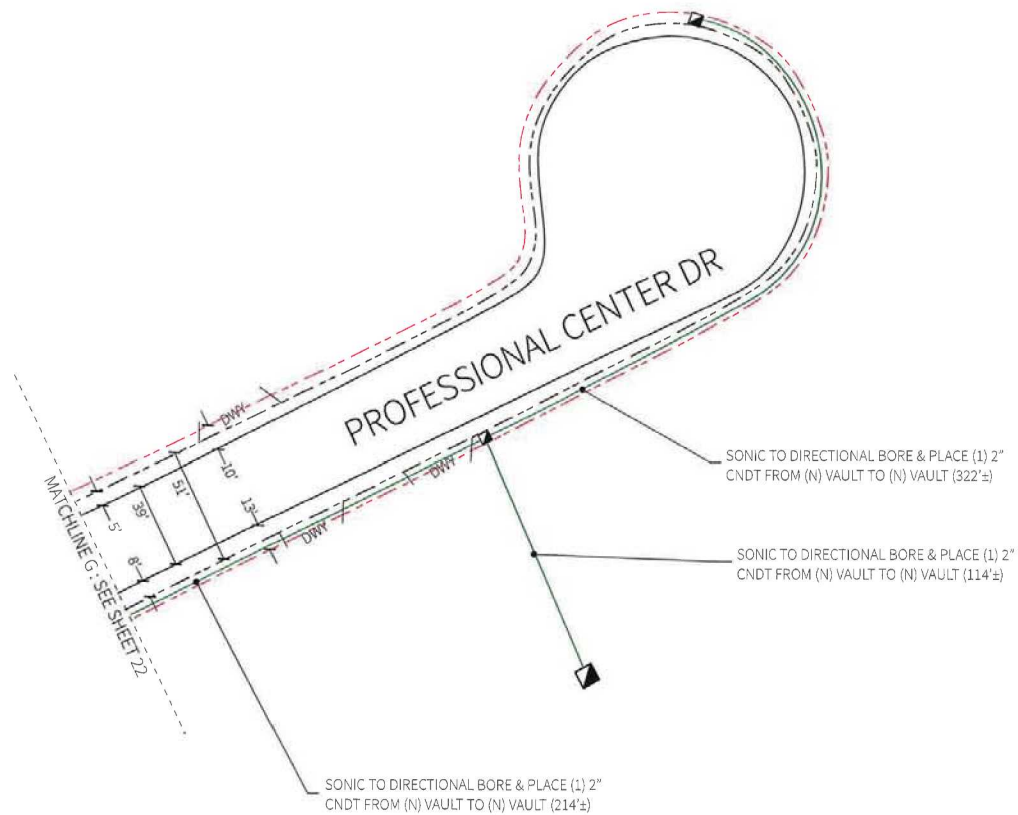 PROFESSIONAL CENTER DR
DWY
10'
51'
39'
5'
13'
8'
DWY
DWY
MATCHLINE G : SEE SHEET 22
SONIC TO DIRECTIONAL BORE & PLACE (1) 2"
CNDT FROM (N) VAULT TO (N) VAULT (322'±)
SONIC TO DIRECTIONAL BORE & PLACE (1) 2"
CNDT FROM (N) VAULT TO (N) VAULT (114'±)
SONIC TO DIRECTIONAL BORE & PLACE (1) 2"
CNDT FROM (N) VAULT TO (N) VAULT (214'±)